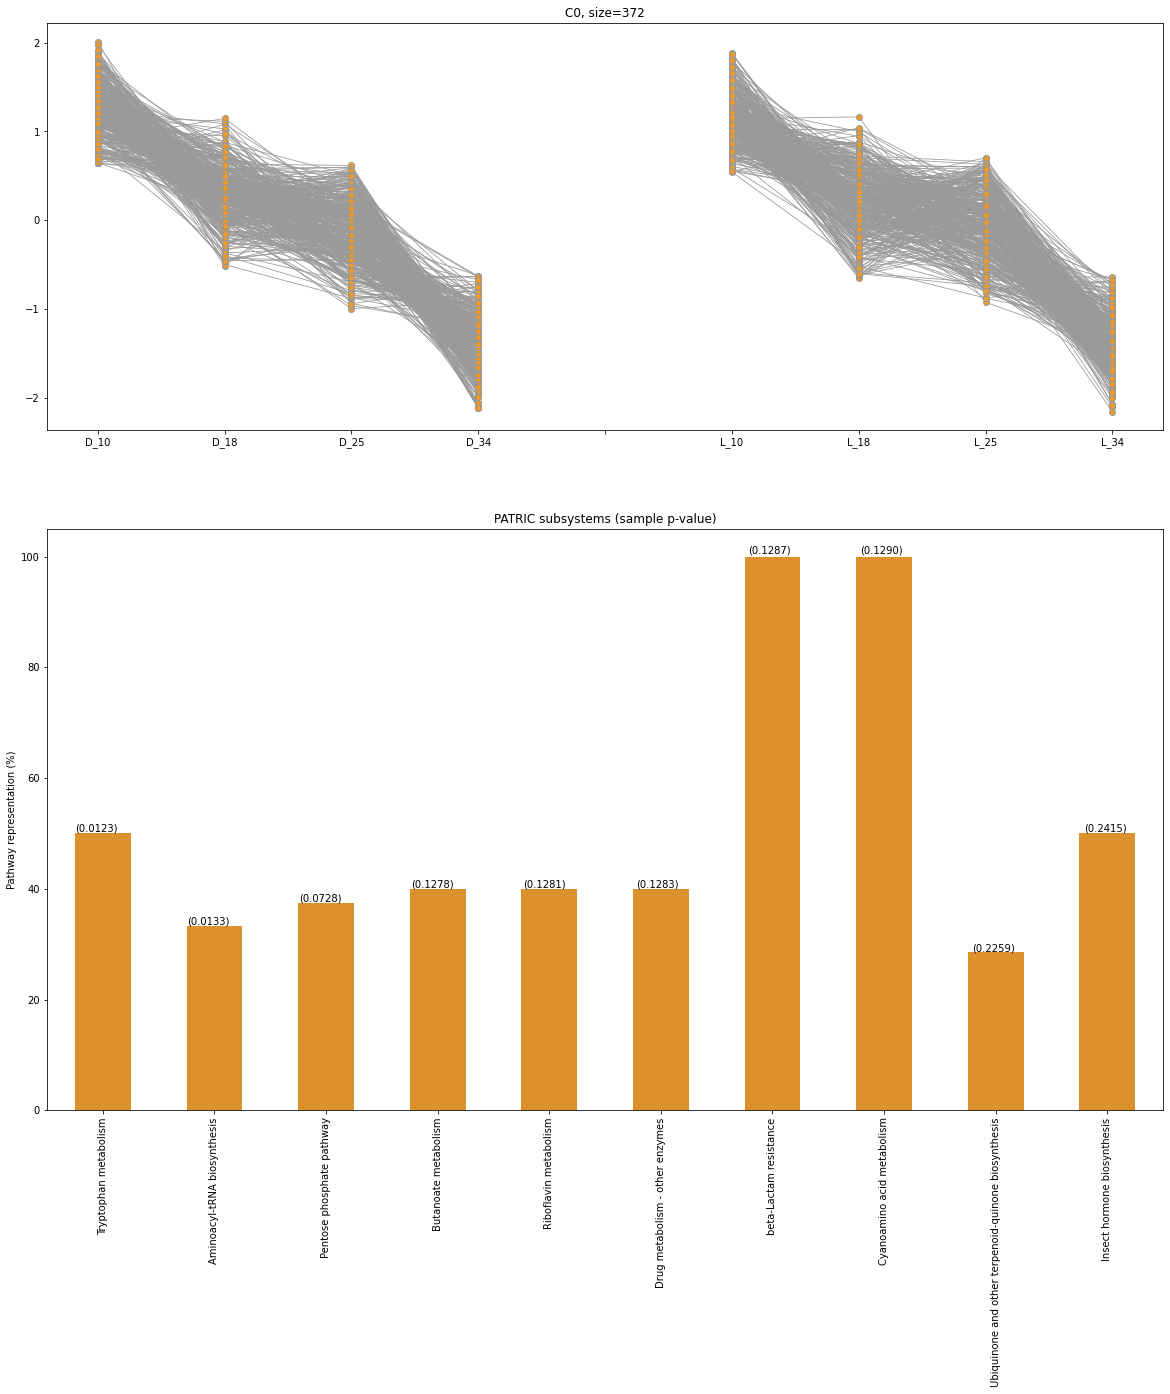 C0, size=372
2
1
0
−1
−2
D_10 D_18 D_25 D_34 L_10 L_18 L_25 L_34
PATRIC subsystems (sample p-value)
Pathway representation (%)
100
80
60
40
20
0
(0.0123)
(0.0133)
(0.0728)
(0.1278)
(0.1281)
(0.1283)
(0.1287)
(0.1290)
(0.2259)
(0.2415)
Tryptophan metabolism
Aminoacyl-tRNA biosynthesis
Pentose phosphate pathway
Butanoate metabolism
Riboflavin metabolism
Drug metabolism - other enzymes
beta-Lactam resistance
Cyanoamino acid metabolism
Ubiquinone and other terpenoid-quinone biosynthesis
Insect hormone biosynthesis